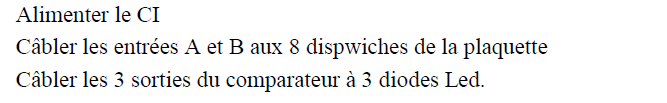 Alimenter le CI
Câbler les entrées A et B aux 8 dispwiches de la plaquette
Câbler les 3 sorties du comparateur à 3 diodes Led.